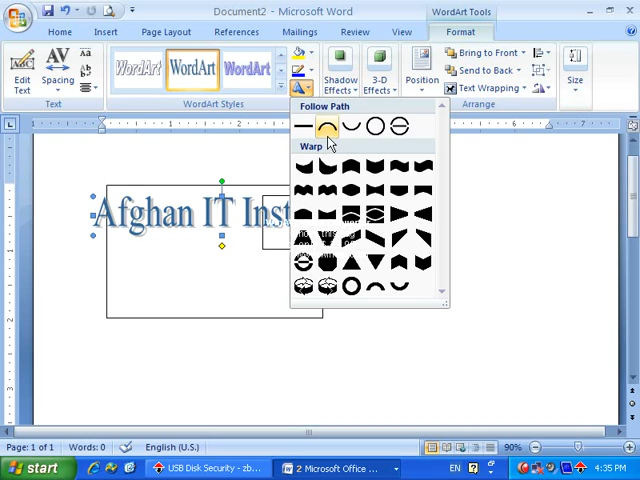 Document2 - Microsoft Word
WordArt Tools
Home Insert Page Layout References Mailings Review View Format
Edit Text
Spacing
Aa
WordArt WordArt WordArt
Shadow Effects
3-D Effects
Position
Bring to Front
Send to Back
Text Wrapping
Size
Text WordArt Styles Arrange
Follow Path
Warp
Afghan IT Inst
Page: 1 of 1 Words: 0 English (U.S.) 90%
start USB Disk Security - zb... 2 Microsoft Office ... EN 4:35 PM